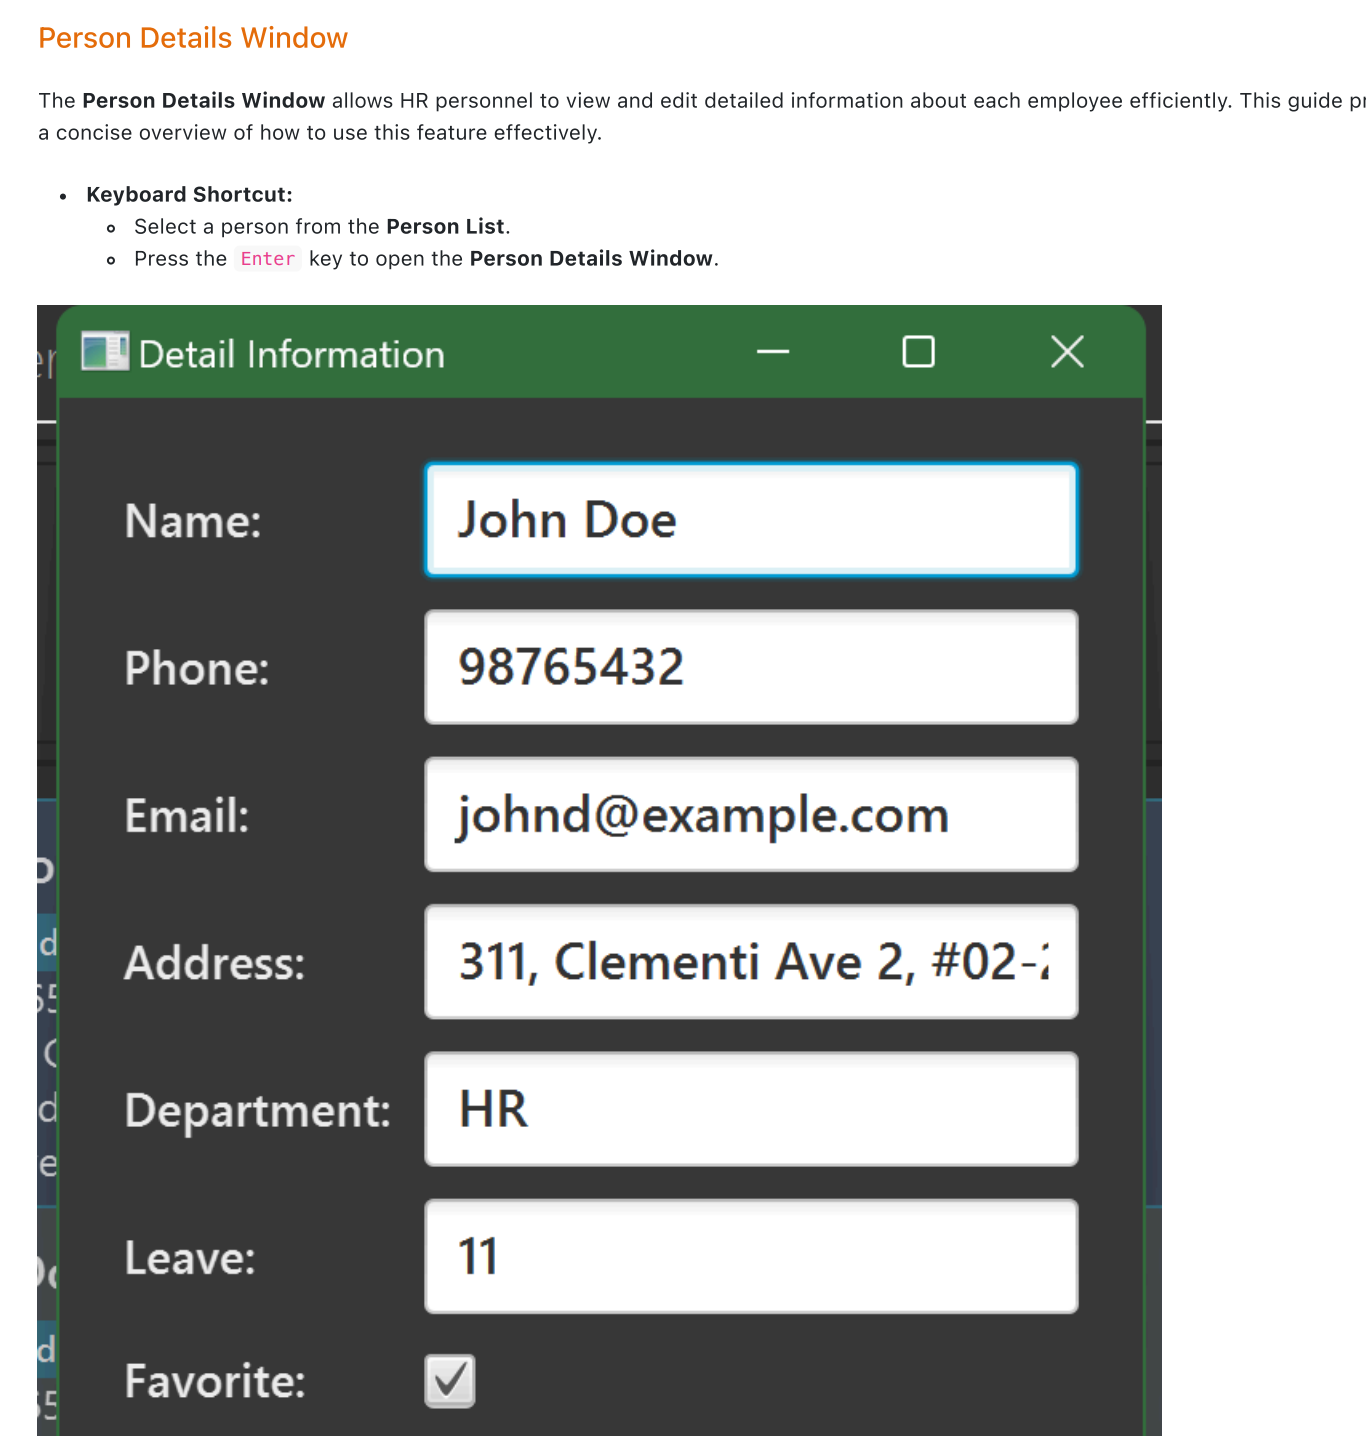 Person Details Window
The Person Details Window allows HR personnel to view and edit detailed information about each employee efficiently. This guide
a concise overview of how to use this feature effectively.
Keyboard Shortcut:
Select a person from the Person List.
Press the Enter key to open the Person Details Window.
Detail Information
Name: John Doe
Phone: 98765432
Email: johnd@example.com
Address: 311, Clementi Ave 2, #02-
Department: HR
Leave: 11
Favorite: